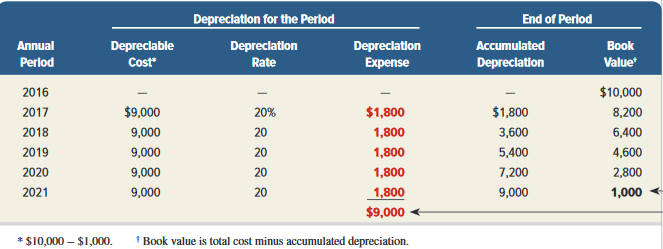 Depreciation for the Period End of Period
Annual Depreciable Depreciation Depreciation Accumulated Book
Period Cost* Rate Expense Depreciation Value†
2016 — — — — $10,000
2017 $9,000 20% $1,800 $1,800 8,200
2018 9,000 20 1,800 3,600 6,400
2019 9,000 20 1,800 5,400 4,600
2020 9,000 20 1,800 7,200 2,800
2021 9,000 20 1,800 9,000 1,000
$9,000
* $10,000 – $1,000. † Book value is total cost minus accumulated depreciation.